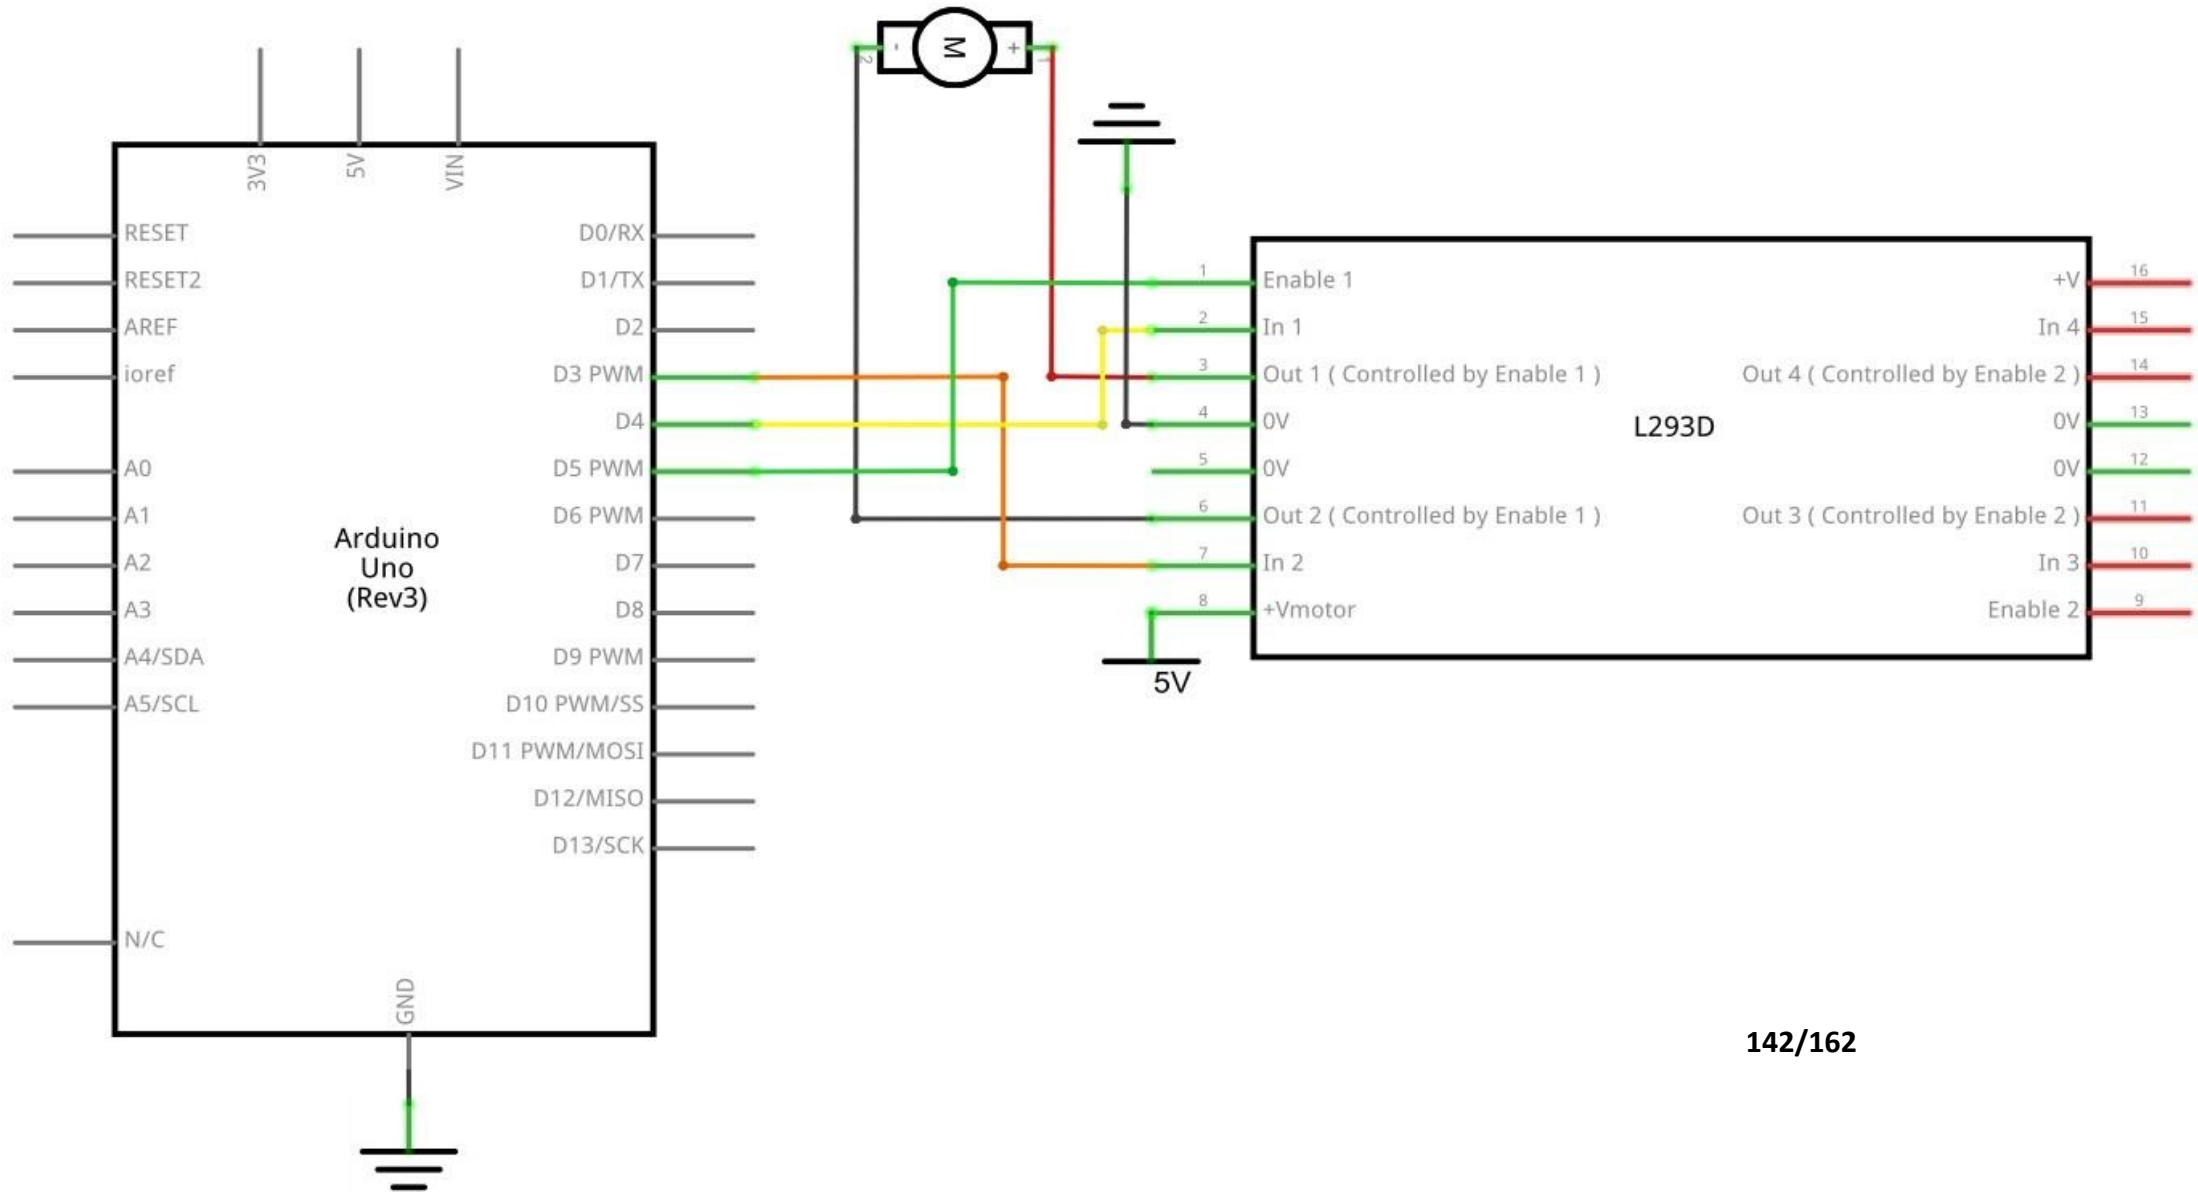 M
-
+
2
1
3V3
5V
VIN
RESET
RESET2
AREF
ioref
A0
A1
A2
A3
A4/SDA
A5/SCL
N/C
Arduino
Uno
(Rev3)
D0/RX
D1/TX
D2
D3 PWM
D4
D5 PWM
D6 PWM
D7
D8
D9 PWM
D10 PWM/SS
D11 PWM/MOSI
D12/MISO
D13/SCK
GND
1 Enable 1
2 In 1
3 Out 1 ( Controlled by Enable 1 )
4 0V
5 0V
6 Out 2 ( Controlled by Enable 1 )
7 In 2
8 +Vmotor
5V
L293D
+V 16
In 4 15
Out 4 ( Controlled by Enable 2 ) 14
0V 13
0V 12
Out 3 ( Controlled by Enable 2 ) 11
In 3 10
Enable 2 9
142/162